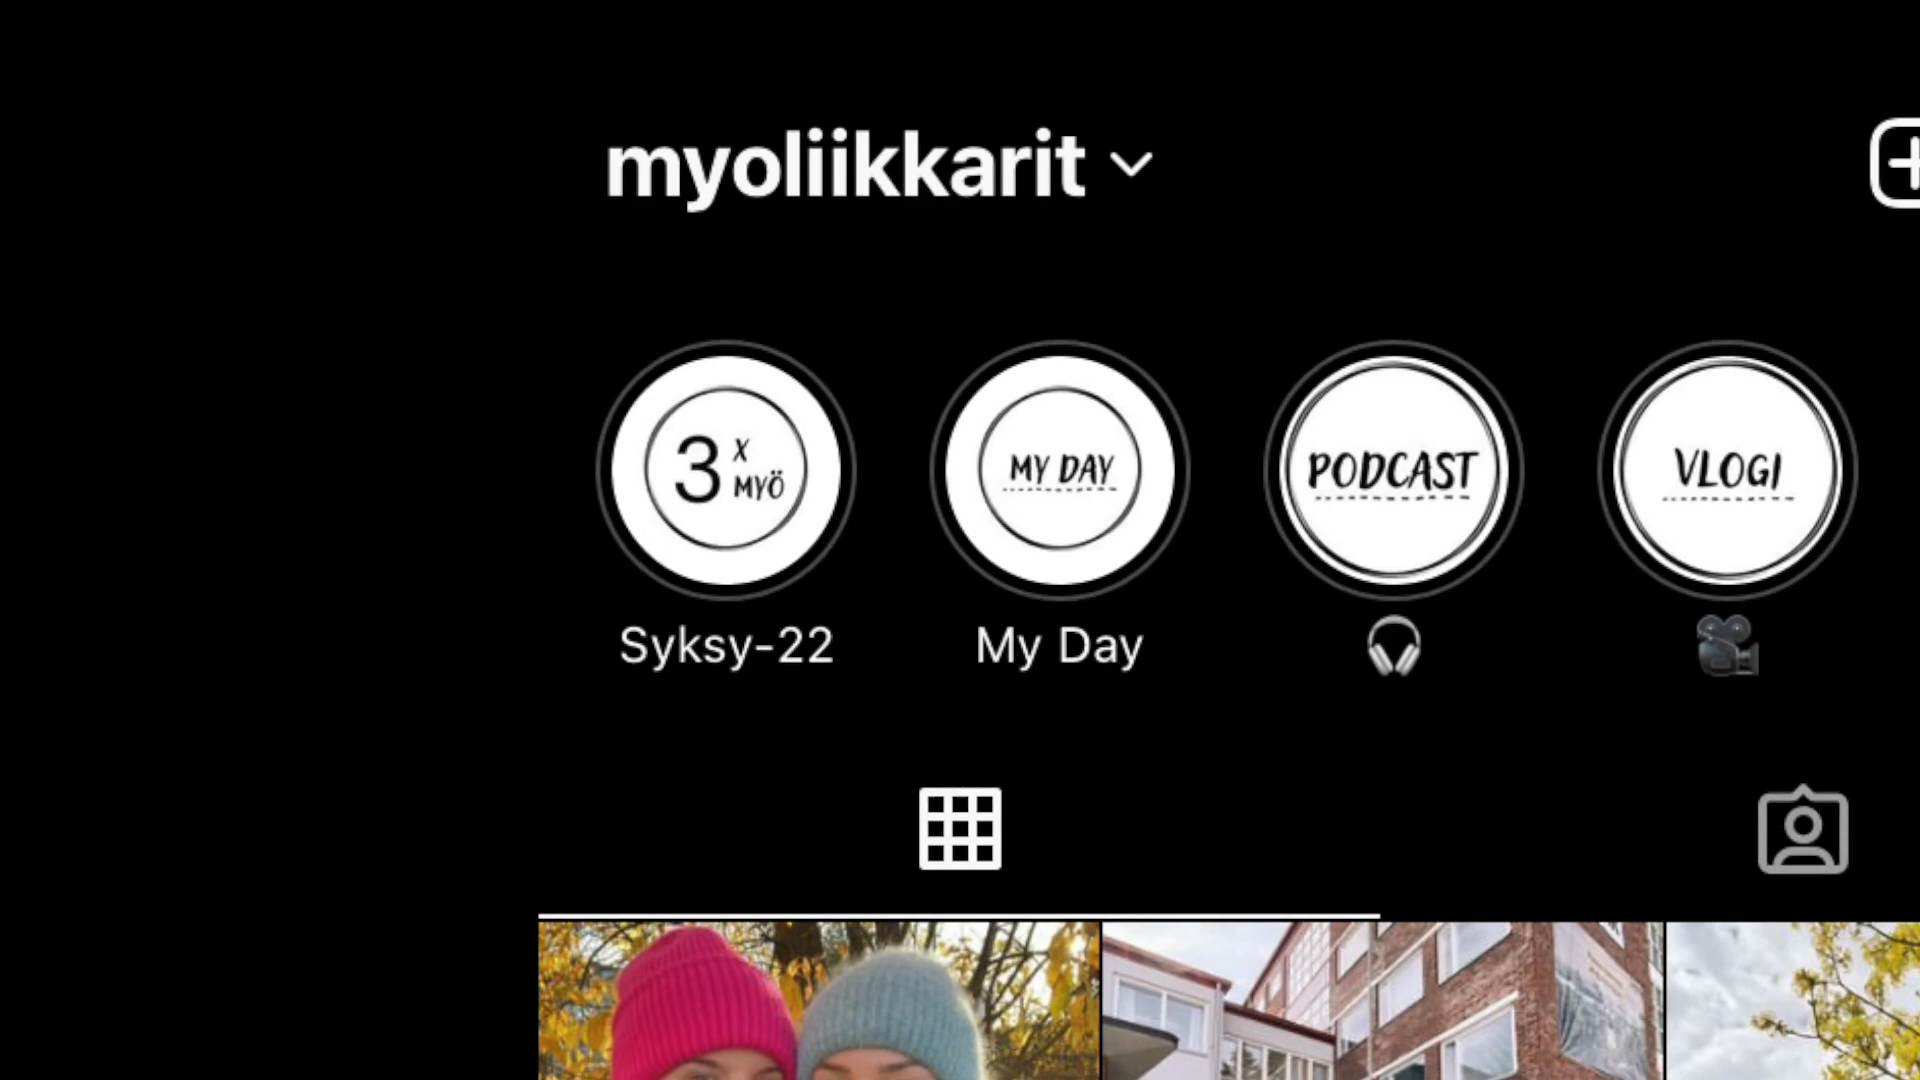 myoliikkarit
3 X
MYÖ
MY DAY
PODCAST
VLOGI
Syksy-22
My Day